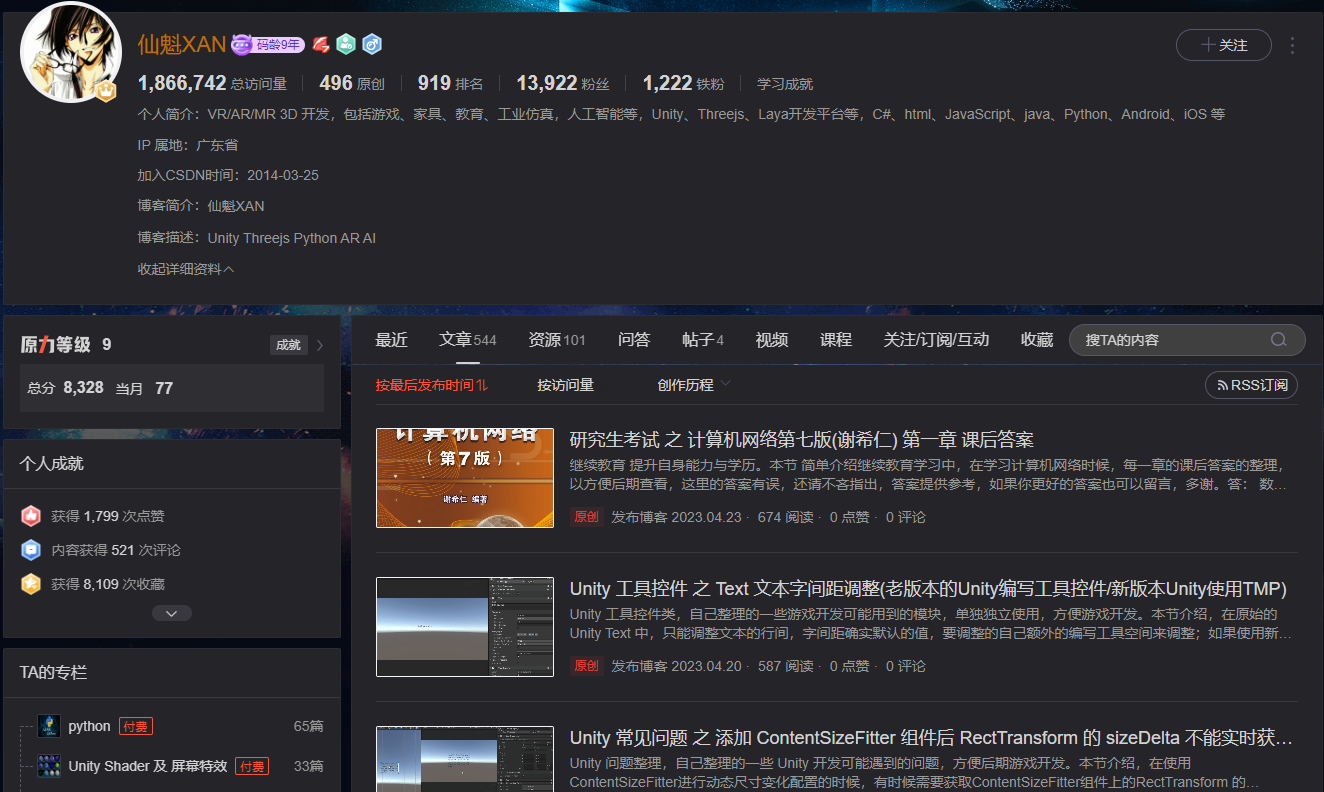 仙魁XAN 码龄9年
关注
1,866,742 总访问量 496 原创 919 排名 13,922 粉丝 1,222 铁粉 学习成就
个人简介：VR/AR/MR 3D 开发，包括游戏、家具、教育、工业仿真，人工智能等，Unity、Threejs、Laya开发平台等，C#、html、JavaScript、java、Python、Android、iOS 等
IP 属地：广东省
加入CSDN时间：2014-03-25
博客简介：仙魁XAN
博客描述：Unity Threejs Python AR AI
收起详细资料
原力等级 9 成就
总分 8,328 当月 77
个人成就
获得 1,799 次点赞
内容获得 521 次评论
获得 8,109 次收藏
TA的专栏
python 付费 65篇
Unity Shader 及 屏幕特效 付费 33篇
最近 文章544 资源101 问答 帖子4 视频 课程 关注/订阅/互动 收藏 搜TA的内容
按最后发布时间 按访问量 创作历程 RSS订阅
计算机网络
（第7版）
谢希仁 编著
研究生考试 之 计算机网络第七版(谢希仁) 第一章 课后答案
继续教育 提升自身能力与学历。本节 简单介绍继续教育学习中，在学习计算机网络时候，每一章的课后答案的整理，
以方便后期查看，这里的答案有误，还请不吝指出，答案提供参考，如果你更好的答案也可以留言，多谢。答： 数…
原创 发布博客 2023.04.23 · 674 阅读 · 0 点赞 · 0 评论
Unity 工具控件 之 Text 文本字间距调整(老版本的Unity编写工具控件/新版本Unity使用TMP)
Unity 工具控件类，自己整理的一些游戏开发可能用到的模块，单独独立使用，方便游戏开发。本节介绍，在原始的
Unity Text 中，只能调整文本的行间，字间距确实默认的值，要调整的自己额外的编写工具空间来调整；如果使用新…
原创 发布博客 2023.04.20 · 587 阅读 · 0 点赞 · 0 评论
Unity 常见问题 之 添加 ContentSizeFitter 组件后 RectTransform 的 sizeDelta 不能实时获…
Unity 问题整理，自己整理的一些 Unity 开发可能遇到的问题，方便后期游戏开发。本节介绍，在使用
ContentSizeFitter进行动态尺寸变化配置的时候，有时候需要获取ContentSizeFitter组件上的RectTransform 的…